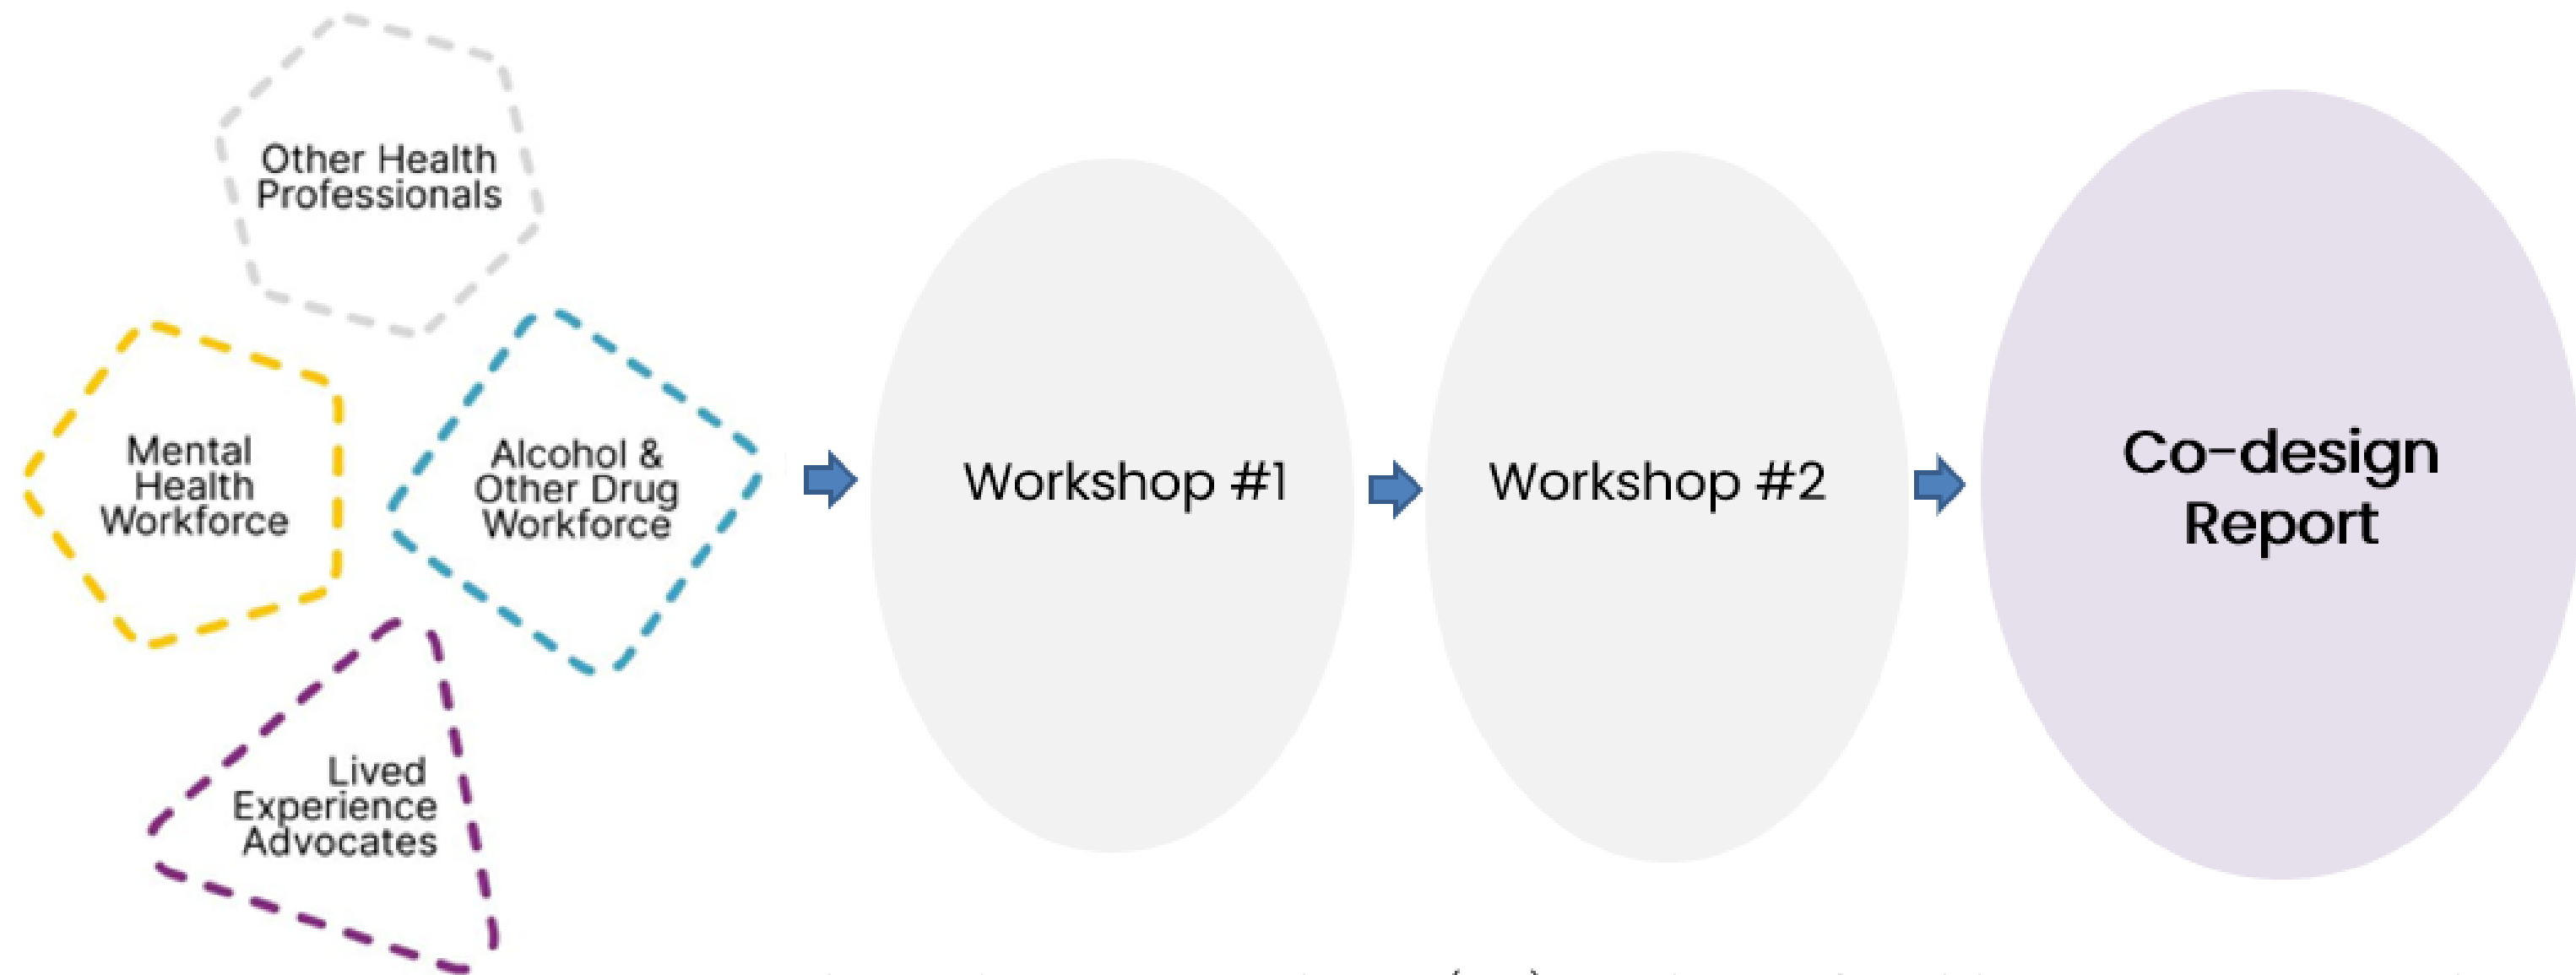 Other Health
Professionals
Mental
Health
Workforce
Alcohol &
Other Drug
Workforce
Lived
Experience
Advocates
Workshop #1
Workshop #2
Co-design
Report